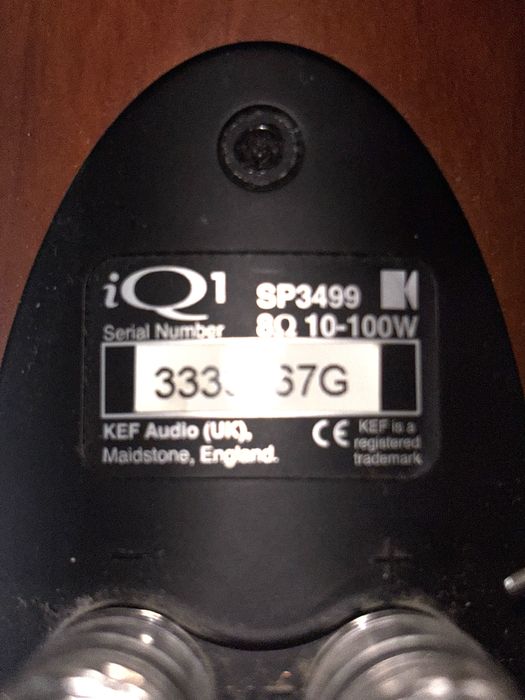 iQ1
SP3499
8Ω 10-100W
Serial Number
KEF Audio (UK),
Maidstone, England.
CE
KEF is a
registered
trademark
- +